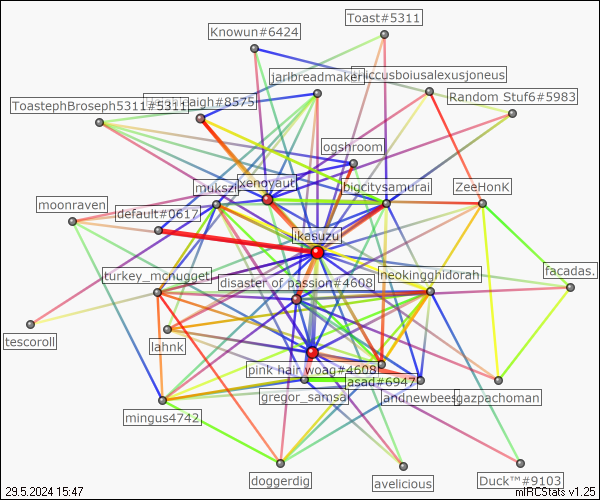 Toast#5311
Knowun#6424
jarlbreadmaker
iccusboiusalexusjoneus
ToastephBroseph5311#5311
aigh#8575
Random Stuf6#5983
ogshroom
xenoyaut
mukszi
bigcitysamurai
ZeeHonK
moonraven
default#0617
ikasuzu
turkey_mcnugget
disaster of passion#4608
neokingghidorah
facadas.
tescoroll
lahnk
pink hair woag#4608
asad#6947
gregor_samsa
andnewbees
gazpachoman
mingus4742
doggerdig
avelicious
Duck™#9103
29.5.2024 15:47
mIRCStats v1.25